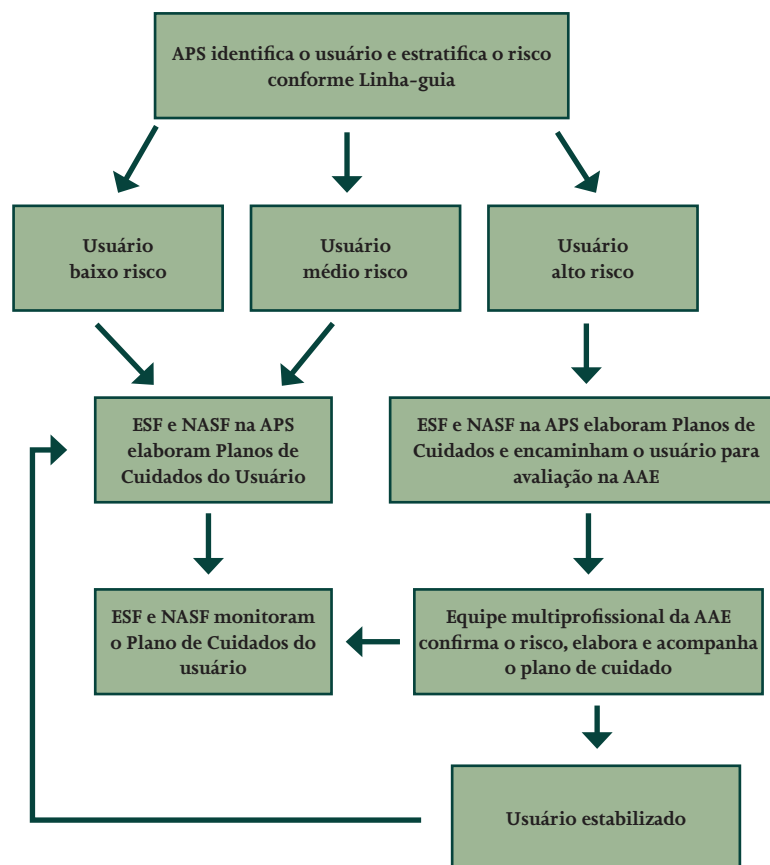 APS identifica o usuário e estratifica o risco
conforme Linha-guia
Usuário
baixo risco
Usuário
médio risco
Usuário
alto risco
ESF e NASF na APS
elaboram Planos de
Cuidados do Usuário
ESF e NASF na APS elaboram Planos de
Cuidados e encaminham o usuário para
avaliação na AAE
ESF e NASF monitoram
o Plano de Cuidados do
usuário
Equipe multiprofissional da AAE
confirma o risco, elabora e acompanha
o plano de cuidado
Usuário estabilizado